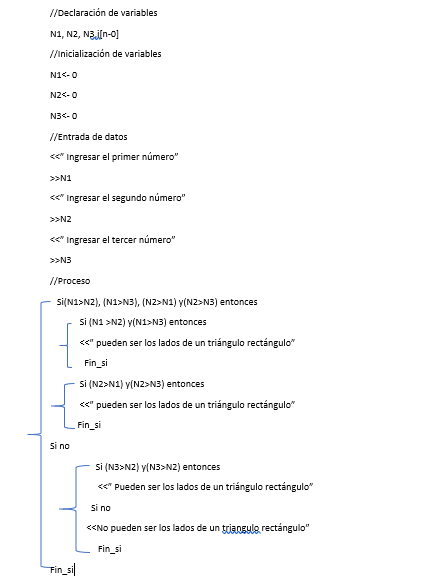 //Declaración de variables
N1, N2, N3,i[n-0]
//Inicialización de variables
N1<- 0
N2<- 0
N3<- 0
//Entrada de datos
<<” Ingresar el primer número”
>>N1
<<” Ingresar el segundo número”
>>N2
<<” Ingresar el tercer número”
>>N3
//Proceso
Si(N1>N2), (N1>N3), (N2>N1) y(N2>N3) entonces
Si (N1 >N2) y(N1>N3) entonces
<<” pueden ser los lados de un triángulo rectángulo”
Fin_si
Si (N2>N1) y(N2>N3) entonces
<<” pueden ser los lados de un triángulo rectángulo”
Fin_si
Si no
Si (N3>N2) y(N3>N2) entonces
<<” Pueden ser los lados de un triángulo rectángulo”
Si no
<<No pueden ser los lados de un triangulo rectángulo”
Fin_si
Fin_si